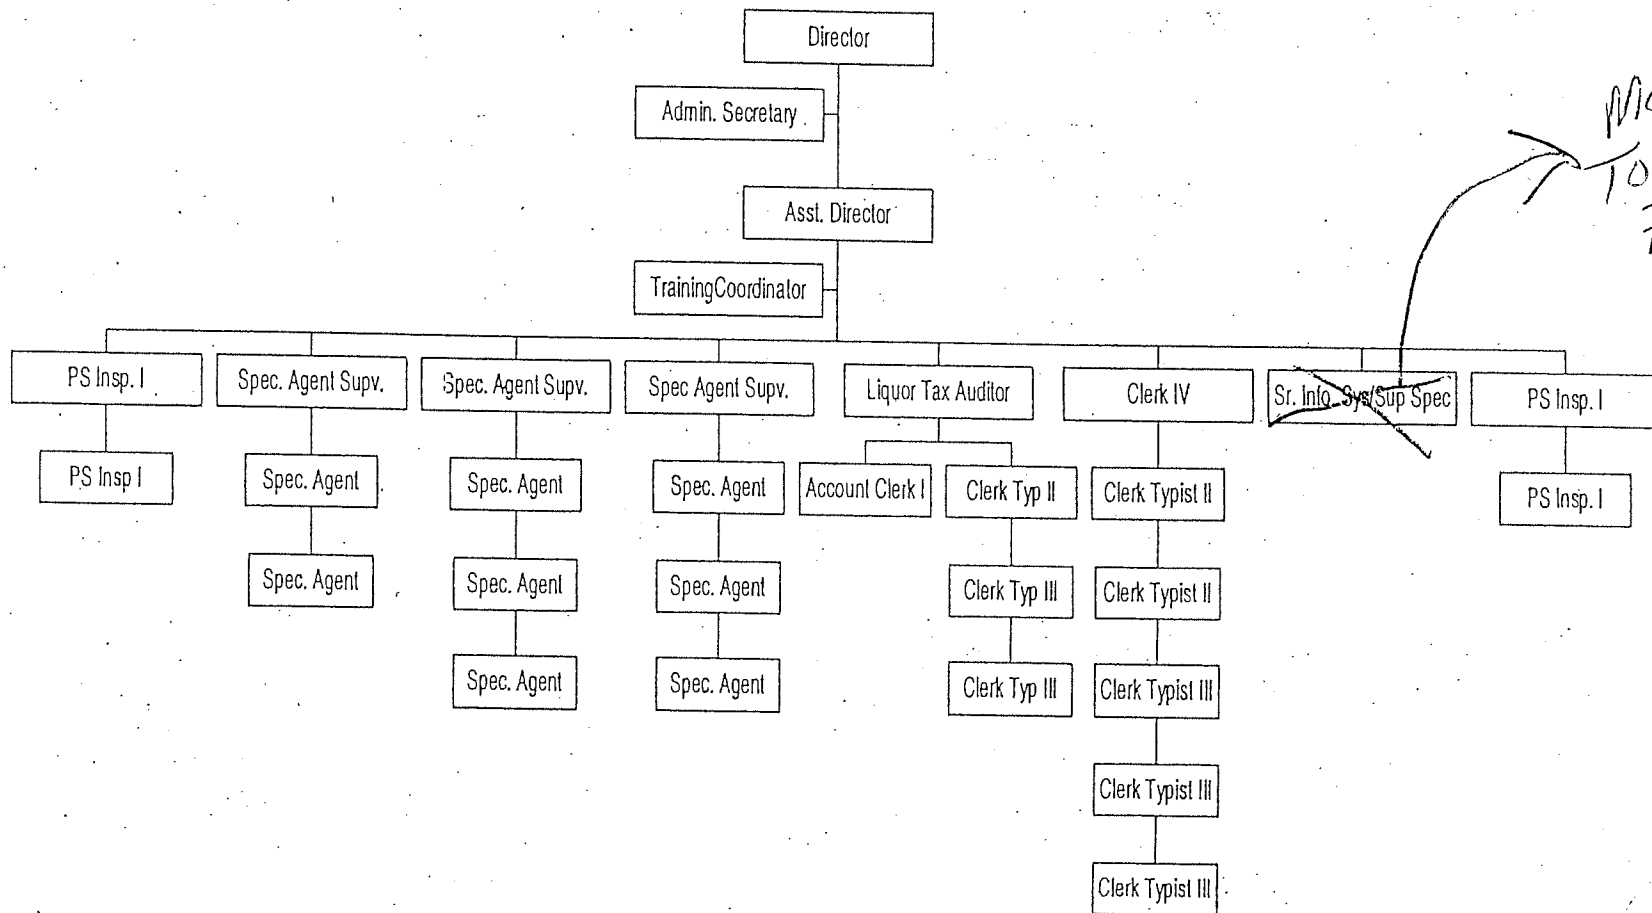 Director
Admin. Secretary
Asst. Director
TrainingCoordinator
PS Insp. I
Spec. Agent Supv.
Spec. Agent Supv.
Spec Agent Supv.
Liquor Tax Auditor
Clerk IV
Sr. Info. Sys/Sup Spec
PS Insp. I
PS Insp I
Spec. Agent
Spec. Agent
Spec. Agent
Account Clerk I
Clerk Typ II
Clerk Typist II
PS Insp. I
Spec. Agent
Spec. Agent
Spec. Agent
Clerk Typ III
Clerk Typist II
Spec. Agent
Spec. Agent
Clerk Typ III
Clerk Typist III
Clerk Typist III
Clerk Typist III